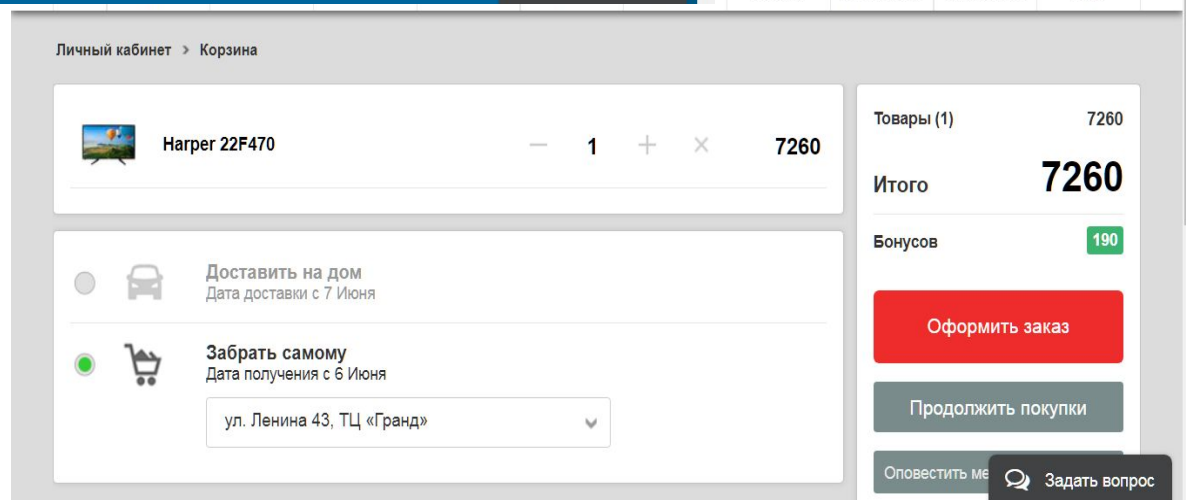 Личный кабинет > Корзина
Harper 22F470
1
7260
Доставить на дом
Дата доставки с 7 Июня
Забрать самому
Дата получения с 6 Июня
ул. Ленина 43, ТЦ «Гранд»
Товары (1) 7260
Итого 7260
Бонусов 190
Оформить заказ
Продолжить покупки
Оповестить
Задать вопрос